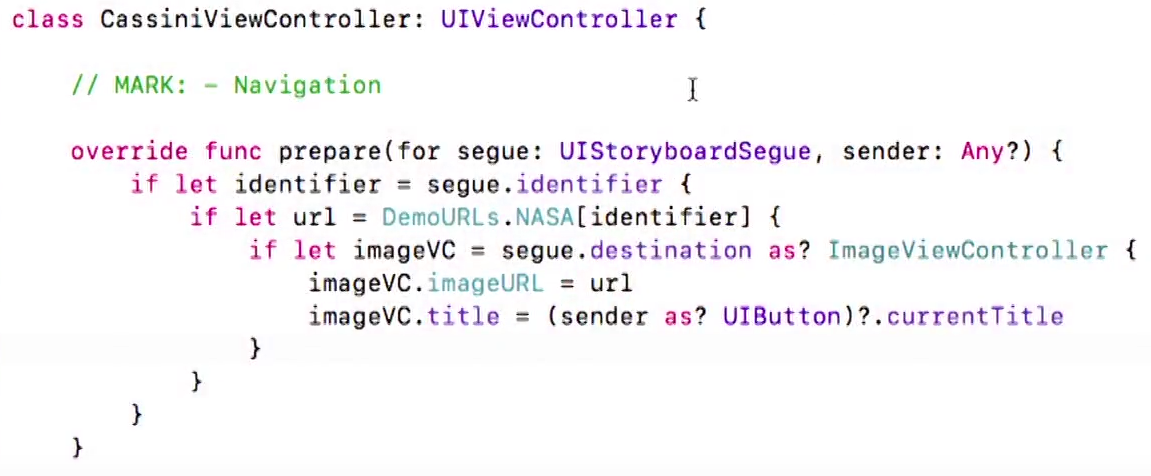 class CassiniViewController: UIViewController {
// MARK: - Navigation
override func prepare(for segue: UIStoryboardSegue, sender: Any?) {
if let identifier = segue.identifier {
if let url = DemoURLs.NASA[identifier] {
if let imageVC = segue.destination as? ImageViewController {
imageVC.imageURL = url
imageVC.title = (sender as? UIButton)?.currentTitle
}
}
}
}